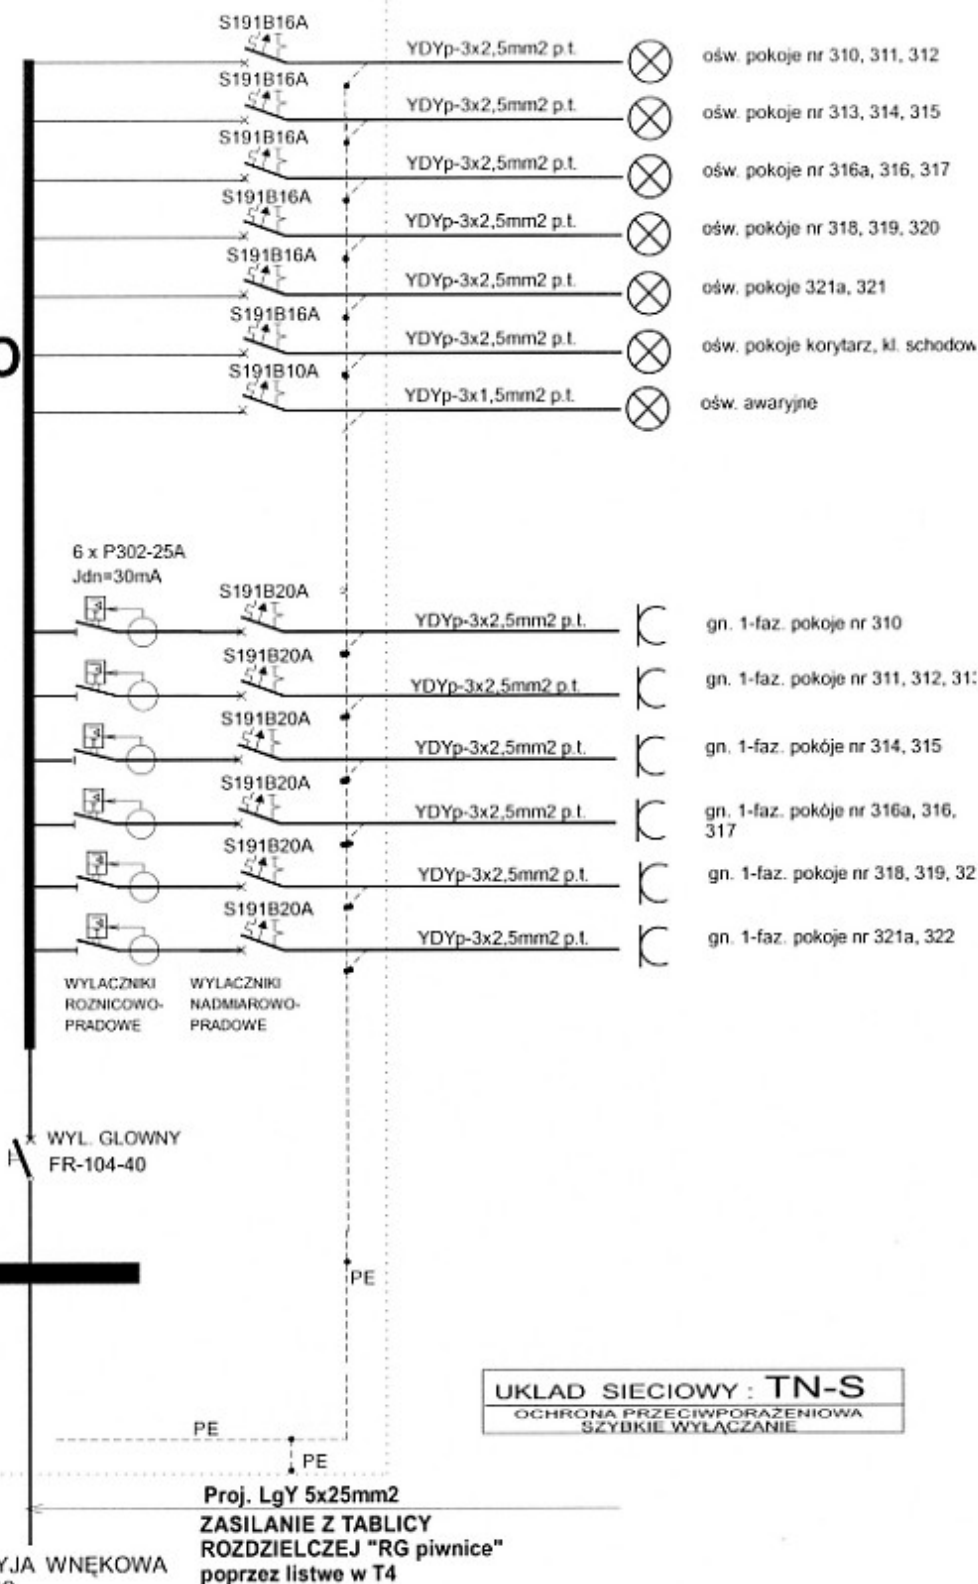 S191B16A
YDYp-3x2,5mm2 p.t.
ośw. pokoje nr 310, 311, 312
S191B16A
YDYp-3x2,5mm2 p.t.
ośw. pokoje nr 313, 314, 315
S191B16A
YDYp-3x2,5mm2 p.t.
ośw. pokoje nr 316a, 316, 317
S191B16A
YDYp-3x2,5mm2 p.t.
ośw. pokóje nr 318, 319, 320
S191B16A
YDYp-3x2,5mm2 p.t.
ośw. pokoje 321a, 321
S191B16A
YDYp-3x2,5mm2 p.t.
ośw. pokoje korytarz, kl. schodow
S191B10A
YDYp-3x1,5mm2 p.t.
ośw. awaryjne
6 x P302-25A
Jdn=30mA
S191B20A
YDYp-3x2,5mm2 p.t.
gn. 1-faz. pokoje nr 310
S191B20A
YDYp-3x2,5mm2 p.t.
gn. 1-faz. pokoje nr 311, 312,
S191B20A
YDYp-3x2,5mm2 p.t.
gn. 1-faz. pokóje nr 314, 315
S191B20A
YDYp-3x2,5mm2 p.t.
gn. 1-faz. pokóje nr 316a, 316,
317
S191B20A
YDYp-3x2,5mm2 p.t.
gn. 1-faz. pokoje nr 318, 319, 32
S191B20A
YDYp-3x2,5mm2 p.t.
gn. 1-faz. pokoje nr 321a, 322
WYLACZNIKI
ROZNICOWO-
PRADOWE
WYLACZNIKI
NADMIAROWO-
PRADOWE
WYL. GLOWNY
FR-104-40
PE
UKLAD SIECIOWY : TN-S
OCHRONA PRZECIWPORAŻENIOWA
SZYBKIE WYŁĄCZANIE
PE
PE
Proj. LgY 5x25mm2
ZASILANIE Z TABLICY
ROZDZIELCZEJ "RG piwnice"
poprzez listwe w T4
YJA WNĘKOWA